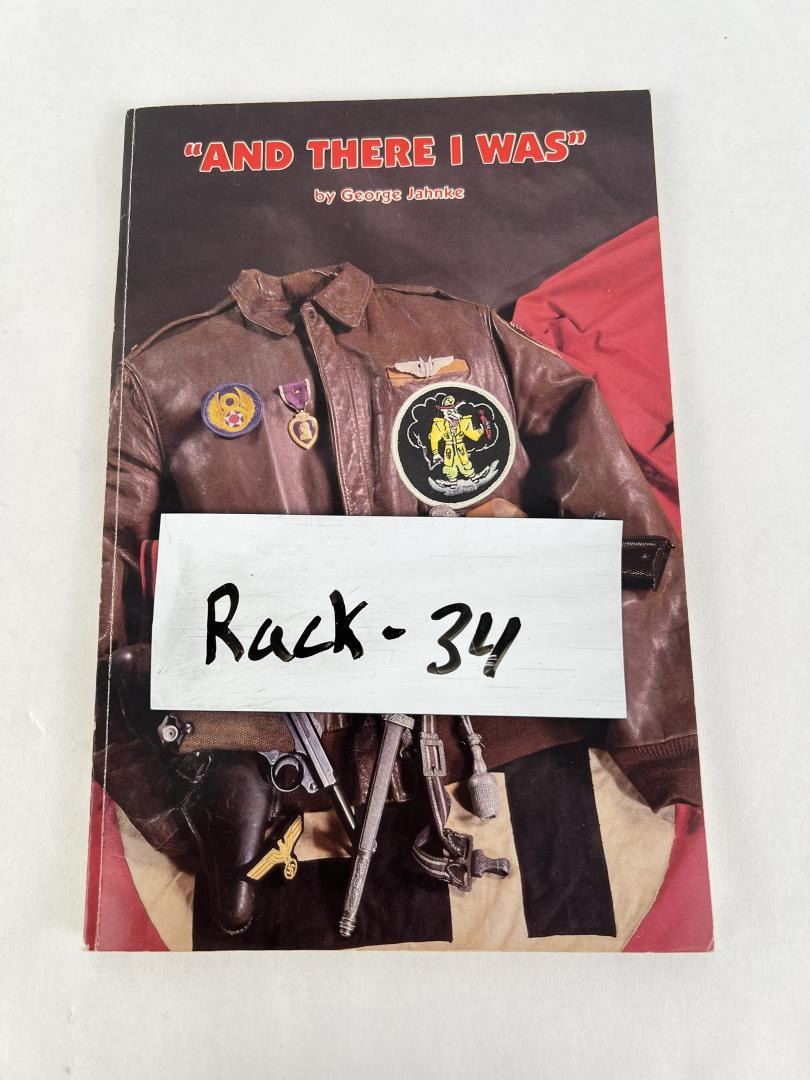 "AND THERE I WAS"
by George Jahnke
Rack - 34